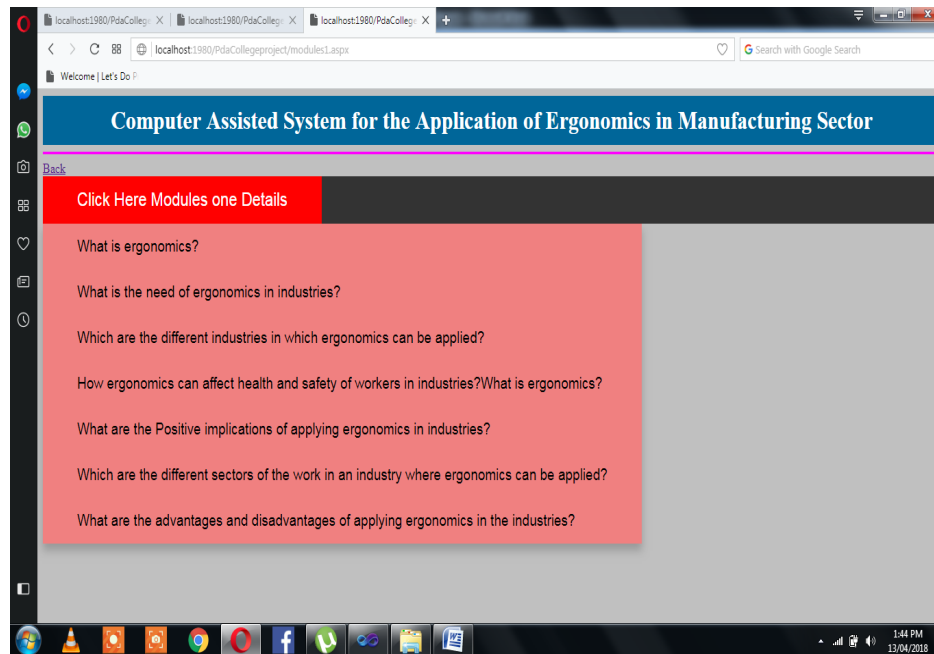 localhost:1980/PdaCollege
localhost:1980/PdaCollege
localhost:1980/PdaCollege
localhost:1980/PdaCollegeproject/modules1.aspx
Search with Google Search
Welcome | Let's Do P
Computer Assisted System for the Application of Ergonomics in Manufacturing Sector
Back
Click Here Modules one Details
What is ergonomics?
What is the need of ergonomics in industries?
Which are the different industries in which ergonomics can be applied?
How ergonomics can affect health and safety of workers in industries?What is ergonomics?
What are the Positive implications of applying ergonomics in industries?
Which are the different sectors of the work in an industry where ergonomics can be applied?
What are the advantages and disadvantages of applying ergonomics in the industries?
1:44 PM
13/04/2018